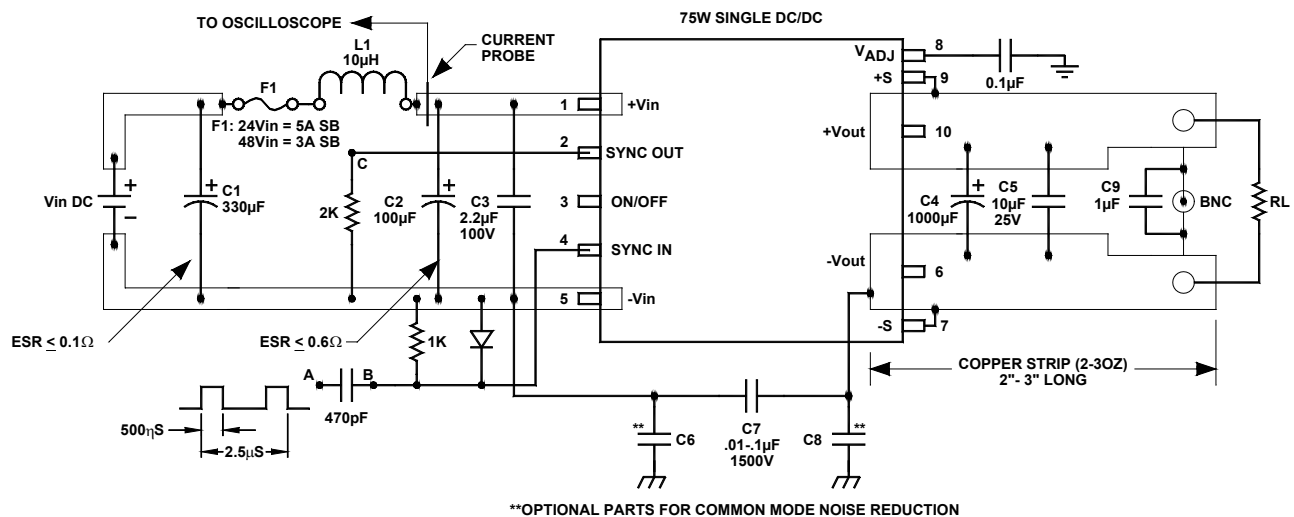 TO OSCILLOSCOPE
75W SINGLE DC/DC
CURRENT
PROBE
L1
10µH
F1
F1: 24Vin = 5A SB
48Vin = 3A SB
Vin DC
+
−
+
C1
330µF
ESR ≤ 0.1Ω
C
2K
+
C2
100µF
C3
2.2µF
100V
ESR ≤ 0.6Ω
1
+Vin
2
SYNC OUT
3
ON/OFF
4
SYNC IN
5
-Vin
1K
A
B
470pF
500ηS
2.5µS
VADJ
8
0.1µF
+S
9
+Vout
10
-Vout
6
-S
7
+
C4
1000µF
C5
10µF
25V
C9
1µF
BNC
RL
COPPER STRIP (2-3OZ)
2"- 3" LONG
**
C6
C7
.01-.1µF
1500V
C8
**
**OPTIONAL PARTS FOR COMMON MODE NOISE REDUCTION